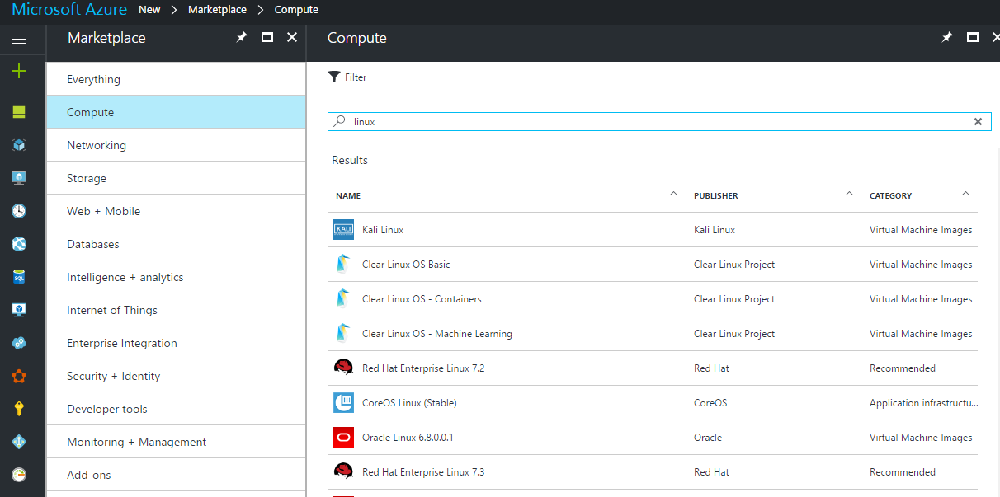 Microsoft Azure New > Marketplace > Compute
Marketplace
Everything
Compute
Networking
Storage
Web + Mobile
Databases
Intelligence + analytics
Internet of Things
Enterprise Integration
Security + Identity
Developer tools
Monitoring + Management
Add-ons
Compute
Filter
linux
Results
NAME PUBLISHER CATEGORY
KALI Kali Linux Kali Linux Virtual Machine Images
Clear Linux OS Basic Clear Linux Project Virtual Machine Images
Clear Linux OS - Containers Clear Linux Project Virtual Machine Images
Clear Linux OS - Machine Learning Clear Linux Project Virtual Machine Images
Red Hat Enterprise Linux 7.2 Red Hat Recommended
CoreOS Linux (Stable) CoreOS Application infrastructu...
Oracle Linux 6.8.0.0.1 Oracle Virtual Machine Images
Red Hat Enterprise Linux 7.3 Red Hat Recommended
SQL